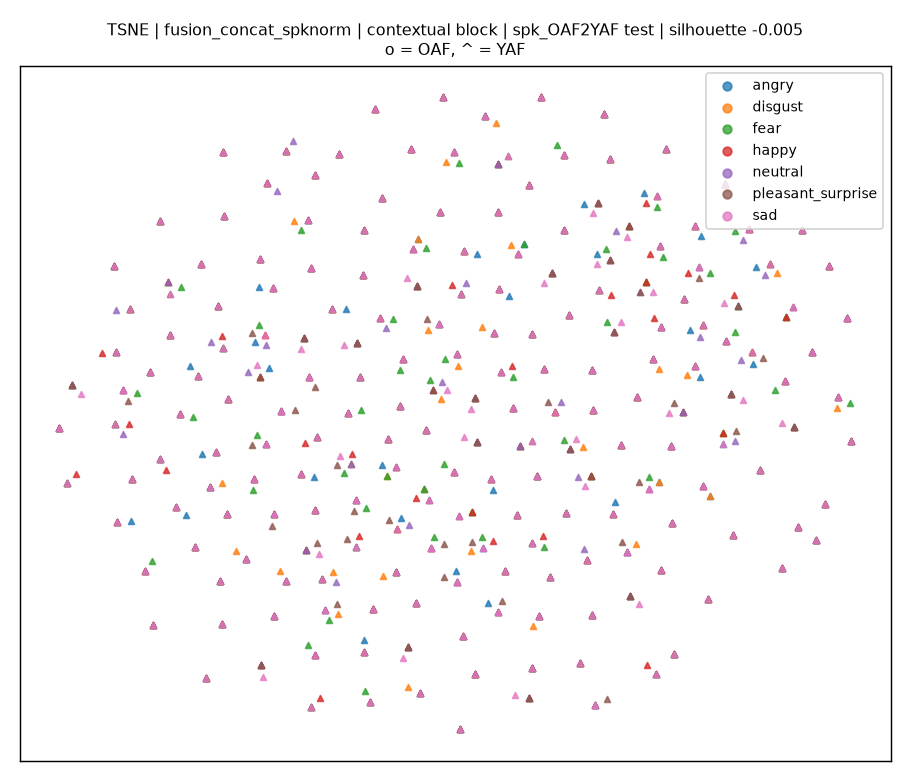 TSNE | fusion_concat_spknorm | contextual block | spk_OAF2YAF test | silhouette -0.005
o = OAF, ^ = YAF
angry
disgust
fear
happy
neutral
pleasant_surprise
sad